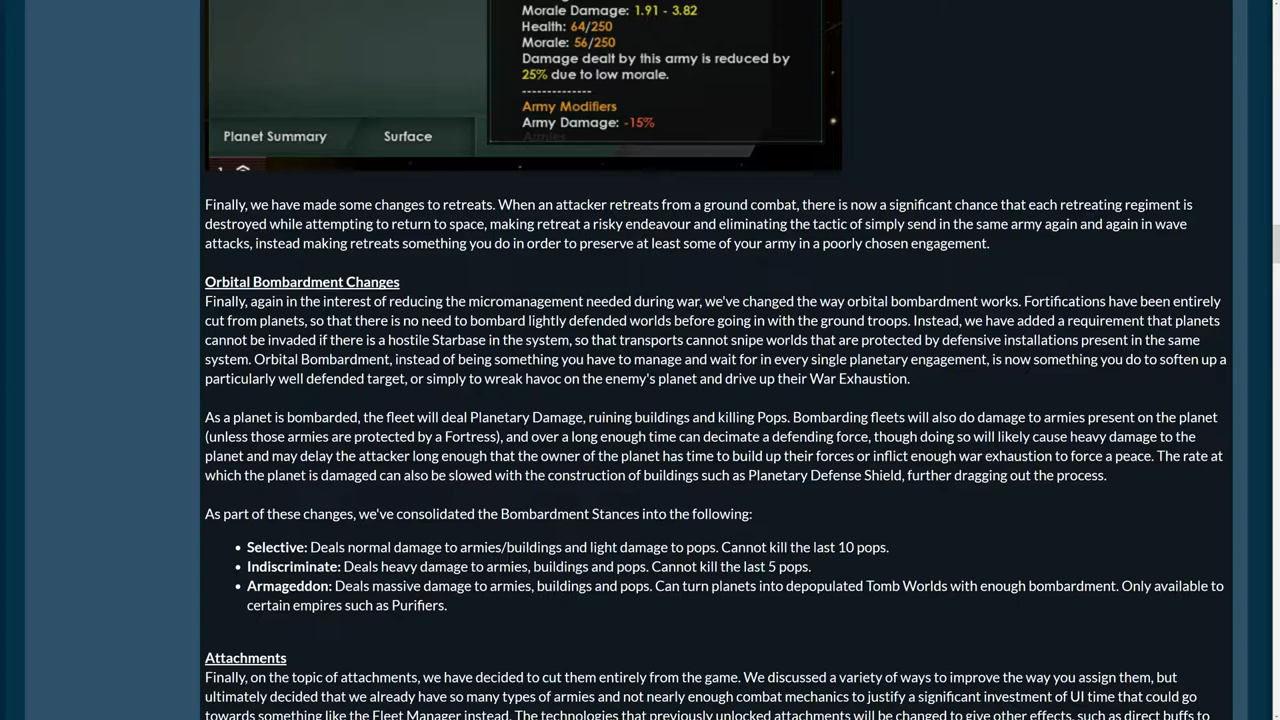 Morale Damage: 1.91 - 3.82
Health: 64/250
Morale: 56/250
Damage dealt by this army is reduced by
25% due to low morale.
--------------
Army Modifiers
Army Damage: -15%
Armies
Planet Summary
Surface
Finally, we have made some changes to retreats. When an attacker retreats from a ground combat, there is now a significant chance that each retreating regiment is
destroyed while attempting to return to space, making retreat a risky endeavour and eliminating the tactic of simply send in the same army again and again in wave
attacks, instead making retreats something you do in order to preserve at least some of your army in a poorly chosen engagement.
Orbital Bombardment Changes
Finally, again in the interest of reducing the micromanagement needed during war, we've changed the way orbital bombardment works. Fortifications have been entirely
cut from planets, so that there is no need to bombard lightly defended worlds before going in with the ground troops. Instead, we have added a requirement that planets
cannot be invaded if there is a hostile Starbase in the system, so that transports cannot snipe worlds that are protected by defensive installations present in the same
system. Orbital Bombardment, instead of being something you have to manage and wait for in every single planetary engagement, is now something you do to soften up a
particularly well defended target, or simply to wreak havoc on the enemy's planet and drive up their War Exhaustion.
As a planet is bombarded, the fleet will deal Planetary Damage, ruining buildings and killing Pops. Bombarding fleets will also do damage to armies present on the planet
(unless those armies are protected by a Fortress), and over a long enough time can decimate a defending force, though doing so will likely cause heavy damage to the
planet and may delay the attacker long enough that the owner of the planet has time to build up their forces or inflict enough war exhaustion to force a peace. The rate at
which the planet is damaged can also be slowed with the construction of buildings such as Planetary Defense Shield, further dragging out the process.
As part of these changes, we've consolidated the Bombardment Stances into the following:
• Selective: Deals normal damage to armies/buildings and light damage to pops. Cannot kill the last 10 pops.
• Indiscriminate: Deals heavy damage to armies, buildings and pops. Cannot kill the last 5 pops.
• Armageddon: Deals massive damage to armies, buildings and pops. Can turn planets into depopulated Tomb Worlds with enough bombardment. Only available to
certain empires such as Purifiers.
Attachments
Finally, on the topic of attachments, we have decided to cut them entirely from the game. We discussed a variety of ways to improve the way you assign them, but
ultimately decided that we already have so many types of armies and not nearly enough combat mechanics to justify a significant investment of UI time that could go
towards something like the Fleet Manager instead. The technologies that previously unlocked attachments will be changed to give other effects, such as direct buffs to